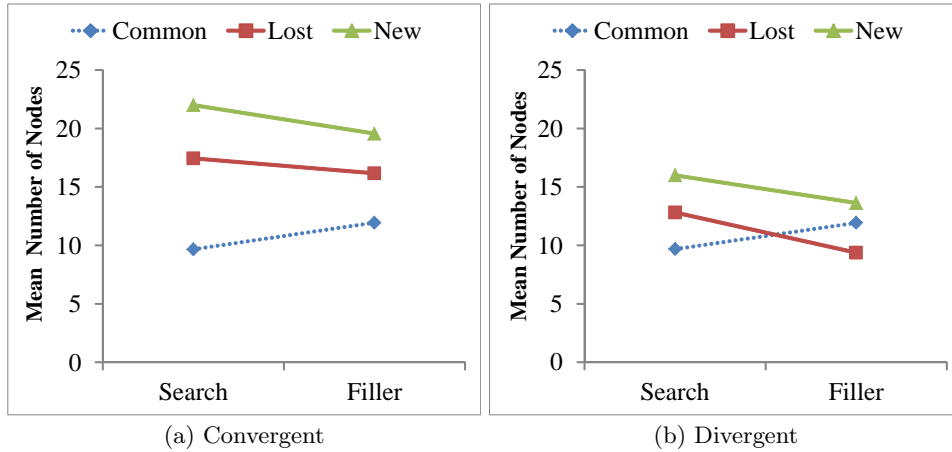 Common Lost New
Mean Number of Nodes
25
20
15
10
5
0
Search Filler
(a) Convergent
Common Lost New
Mean Number of Nodes
25
20
15
10
5
0
Search Filler
(b) Divergent